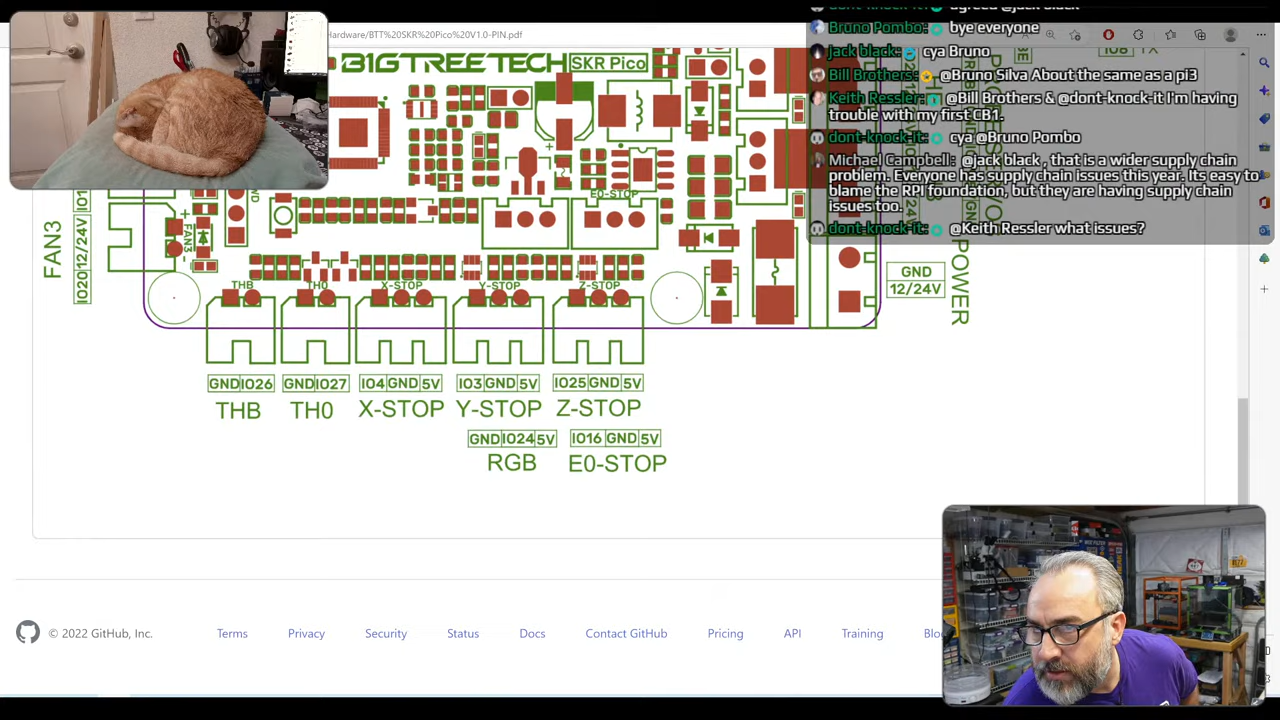 Hardware/BTT%20SKR%20Pico%20V1.0-PIN.pdf
agreed @jack black
Bruno Pombo: bye everyone
Jack black: cya Bruno
Bill Brothers: @Bruno Silva About the same as a pi3
Keith Ressler: @Bill Brothers & @dont-knock-it I'm having
trouble with my first CB1.
dont-knock-it: cya @Bruno Pombo
Michael Campbell: @jack black , that is a wider supply chain
problem. Everyone has supply chain issues this year. Its easy to
blame the RPI foundation, but they are having supply chain
issues too.
dont-knock-it: @Keith Ressler what issues?
BIGTREETECH SKR Pico
E0-STOP
FAN3
IO20 12/24V
FAN3
THB TH0 X-STOP Y-STOP Z-STOP
GND
12/24V
POWER
GND IO26 GND IO27 IO4 GND 5V IO3 GND 5V IO25 GND 5V
THB TH0 X-STOP Y-STOP Z-STOP
GND IO24 5V IO16 GND 5V
RGB E0-STOP
© 2022 GitHub, Inc. Terms Privacy Security Status Docs Contact GitHub Pricing API Training